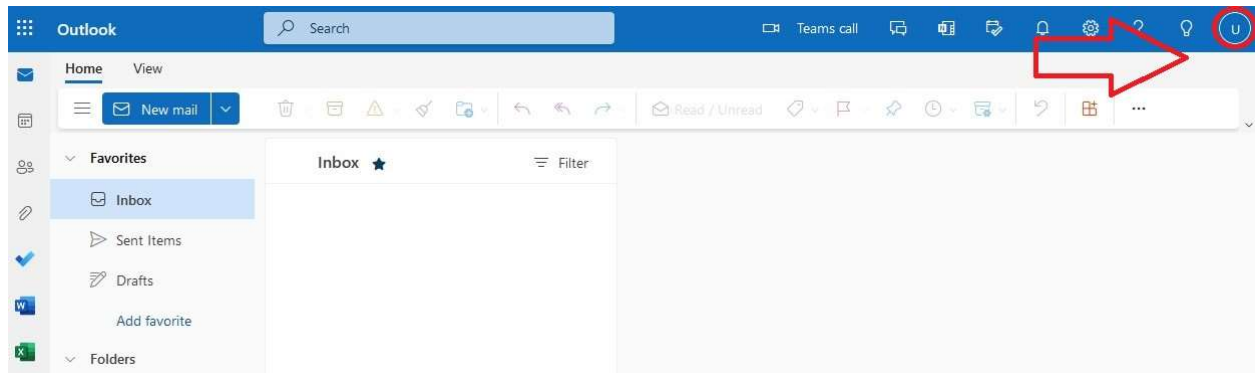 Outlook Search Teams call ? U
Home View
New mail Read / Unread ...
Favorites Inbox Filter
Inbox
Sent Items
Drafts
W Add favorite
X Folders